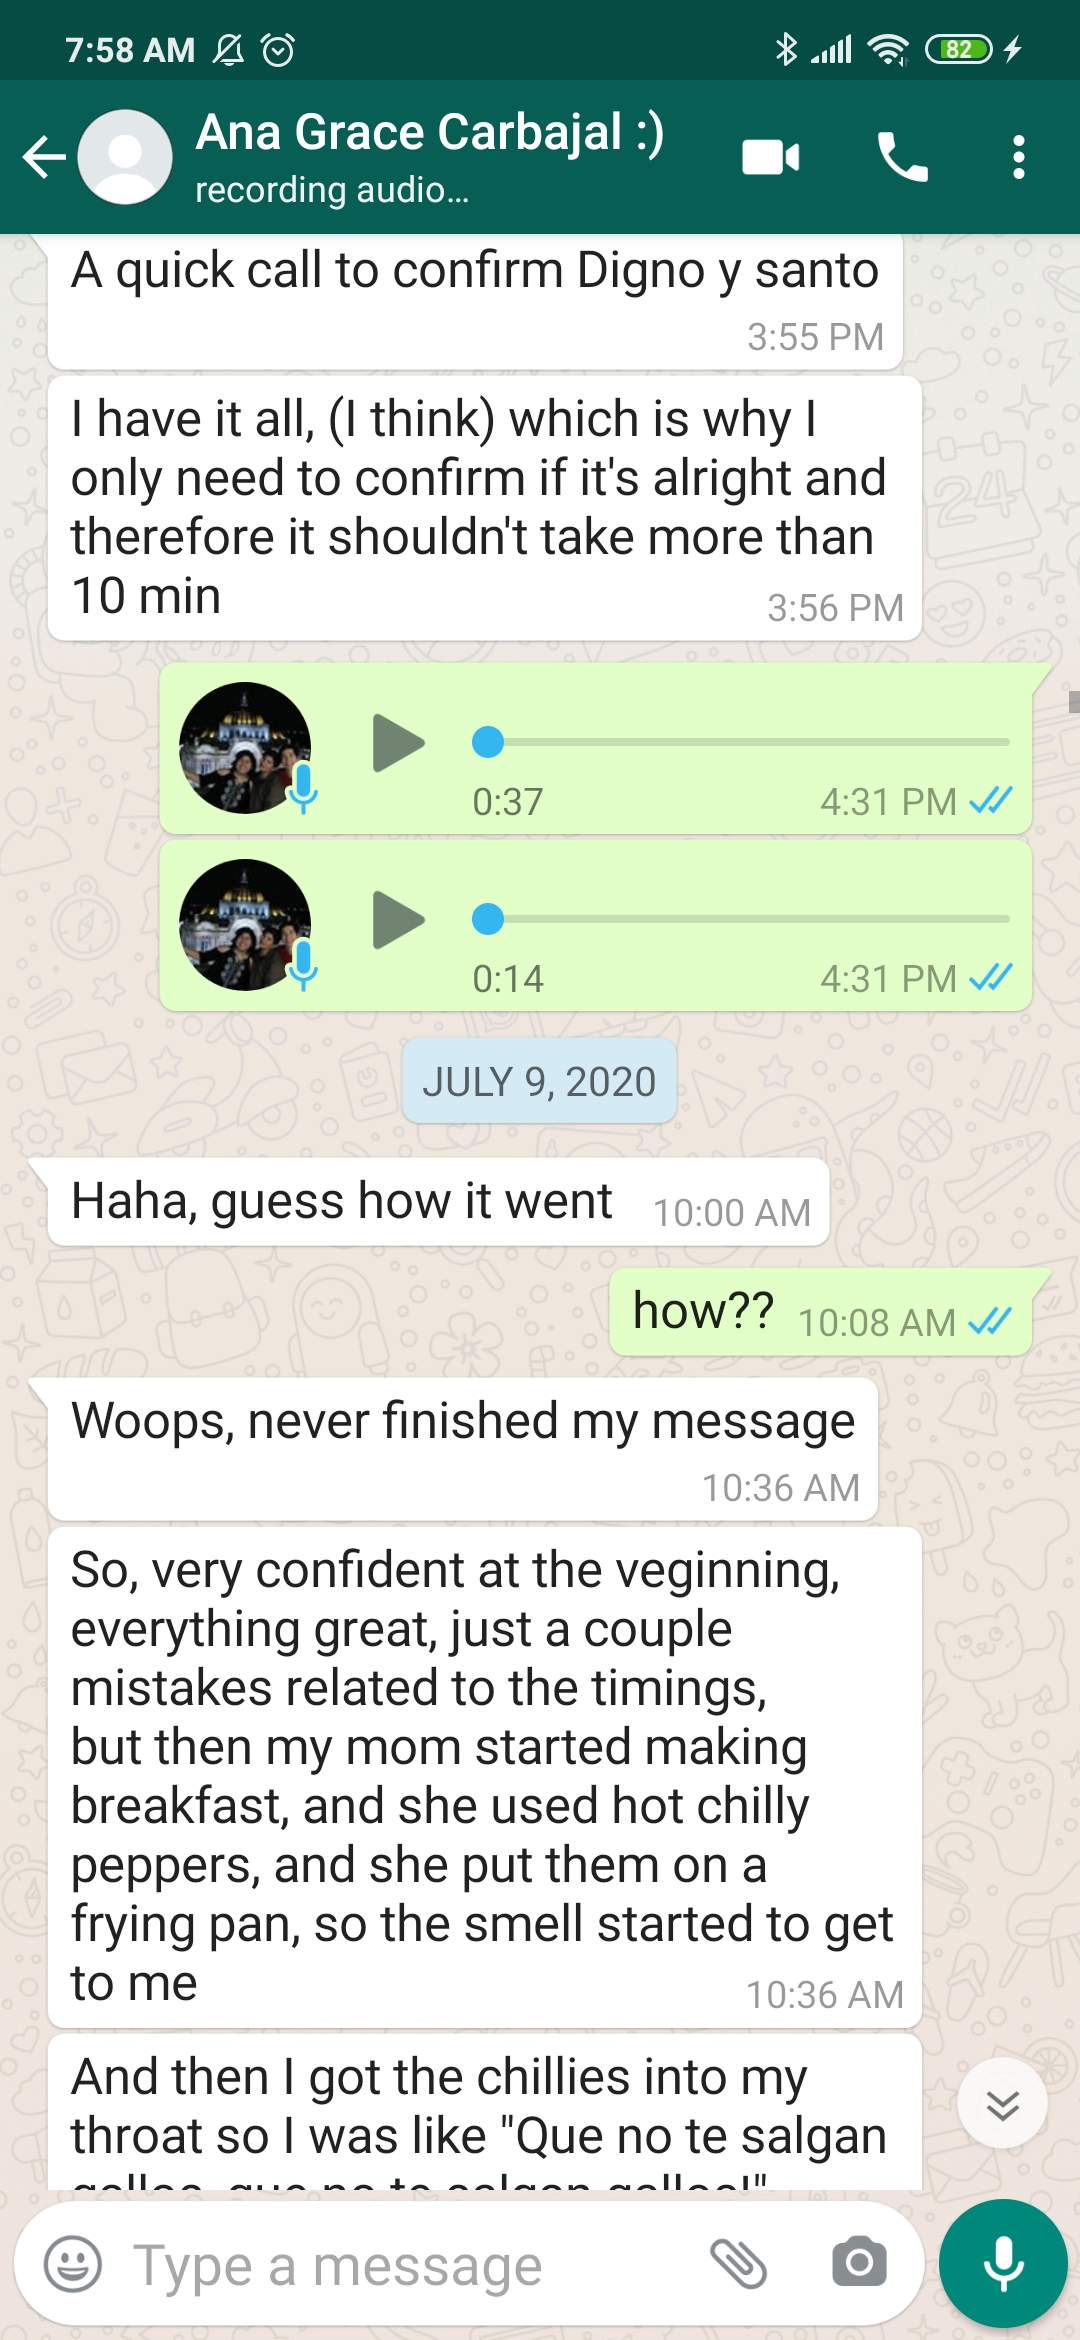 7:58 AM
82
Ana Grace Carbajal :)
recording audio...
A quick call to confirm Digno y santo
3:55 PM
I have it all, (I think) which is why I
only need to confirm if it's alright and
therefore it shouldn't take more than
10 min
3:56 PM
0:37
4:31 PM
0:14
4:31 PM
JULY 9, 2020
Haha, guess how it went
10:00 AM
how??
10:08 AM
Woops, never finished my message
10:36 AM
So, very confident at the veginning,
everything great, just a couple
mistakes related to the timings,
but then my mom started making
breakfast, and she used hot chilly
peppers, and she put them on a
frying pan, so the smell started to get
to me
10:36 AM
And then I got the chillies into my
throat so I was like "Que no te salgan
gallos, que no te salgan gallos!"
Type a message